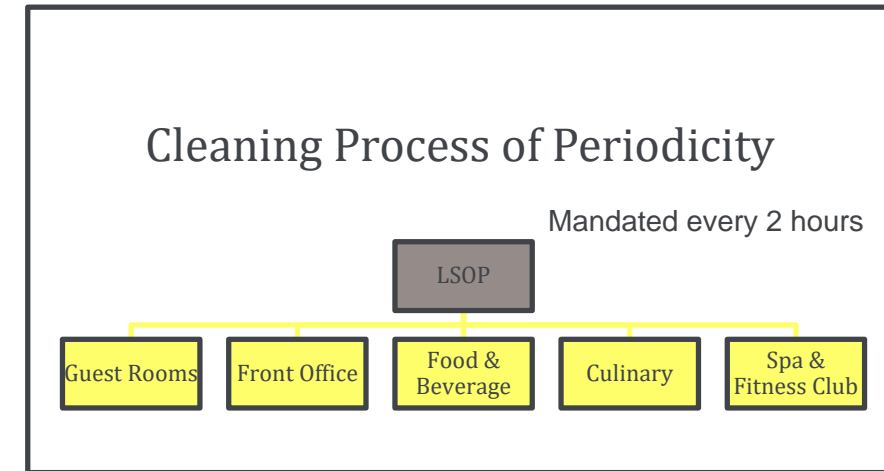 Cleaning Process of Periodicity
Mandated every 2 hours
LSOP
Guest Rooms
Front Office
Food &
Beverage
Culinary
Spa &
Fitness Club